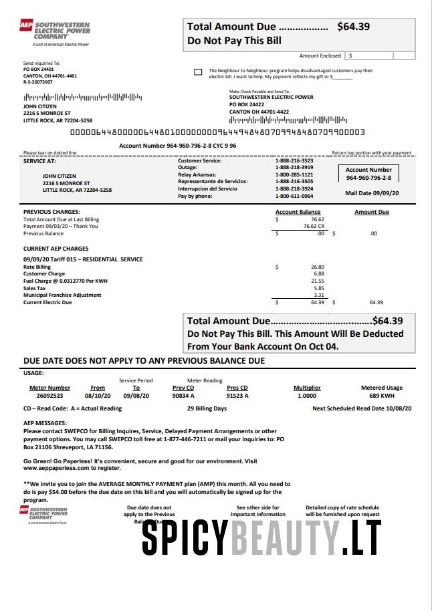 AEP SOUTHWESTERN
ELECTRIC POWER
COMPANY
A unit of American Electric Power
Total Amount Due ................... $64.39
Do Not Pay This Bill
Amount Enclosed $
Send Inquiries To:
PO BOX 24401
CANTON, OH 44701-4401
R-S-26073607
The Neighbor to Neighbor program helps disadvantaged customers pay their
electric bill. I want to help. My payment reflects my gift of $
JOHN CITIZEN
2216 S MONROE ST
LITTLE ROCK, AR 72204-5258
Make Check Payable and Send To:
SOUTHWESTERN ELECTRIC POWER
PO BOX 24422
CANTON OH 44701-4422
Account Number 964-960-796-2-8 CYC 9 96
Please tear on dotted line
Return top portion with your payment
SERVICE AT:
JOHN CITIZEN
2216 S MONROE ST
LITTLE ROCK, AR 72204-5258
Customer Service: 1-888-216-3523
Outage: 1-888-218-3919
Relay Arkansas: 1-800-285-1121
Representante de Servicios: 1-888-216-3505
Interrupcion del Servicio 1-888-218-3924
Pay by phone: 1-800-611-0964
Account Number
964-960-796-2-8
Mail Date 09/09/20
PREVIOUS CHARGES: Account Balance Amount Due
Total Amount Due at Last Billing $ 76.62
Payment 09/03/20 – Thank You 76.62 CR
Previous Balance $ .00 $ .00
CURRENT AEP CHARGES
09/09/20 Tariff 015 – RESIDENTIAL SERVICE
Rate Billing $ 26.80
Customer Charge 6.88
Fuel Charge @ 0.0312770 Per KWH 21.55
Sales Tax 5.85
Municipal Franchise Adjustment 3.31
Current Electric Due $ 64.39 $ 64.39
Total Amount Due.......................................$64.39
Do Not Pay This Bill. This Amount Will Be Deducted
From Your Bank Account On Oct 04.
DUE DATE DOES NOT APPLY TO ANY PREVIOUS BALANCE DUE
USAGE:
Service Period Meter Reading
Meter Number From To Prev CD Pres CD Multiplier Metered Usage
26092523 08/10/20 09/08/20 90834 A 91523 A 1.0000 689 KWH
CD – Read Code: A = Actual Reading 29 Billing Days Next Scheduled Read Date 10/08/20
AEP MESSAGES:
Please contact SWEPCO for Billing Inquires, Service, Delayed Payment Arrangements or other
payment options. You may call SWEPCO toll free at 1-877-446-7211 or mail your inquiries to: PO
Box 21106 Shreveport, LA 71156.
Go Green! Go Paperless! It's convenient, secure and good for our environment. Visit
www.aeppaperless to register.
**We invite you to join the AVERAGE MONTHLY PAYMENT plan (AMP) this month. All you need to
do is pay $54.00 before the due date on this bill and you will automatically be signed up for the
program.
AEP SOUTHWESTERN
ELECTRIC POWER
COMPANY
Due date does not
apply to the Previous
See other side for
important information
Detailed copy of rate schedule
will be furnished upon request
SPICYBEAUTY.LT